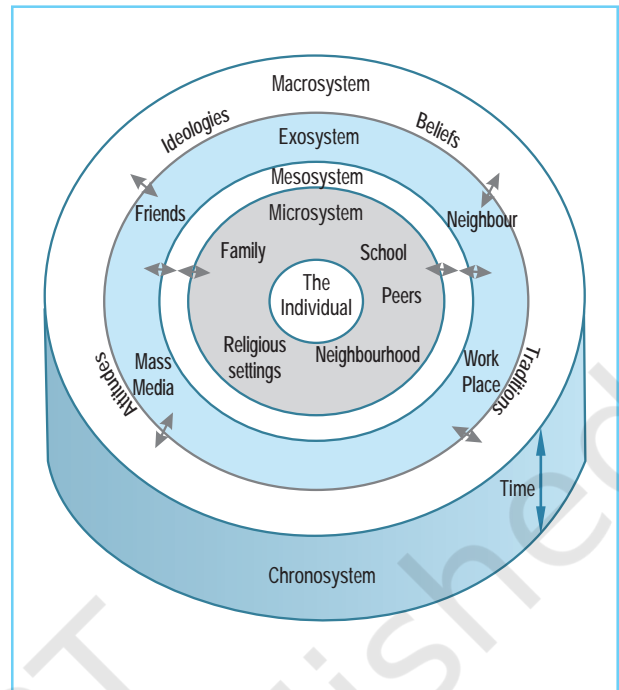 Macrosystem
Ideologies
Beliefs
Exosystem
Mesosystem
Microsystem
Friends
Neighbour
Family
School
The
Individual
Peers
Religious
settings
Neighbourhood
Mass
Media
Work
Place
Attitudes
Traditions
Time
Chronosystem